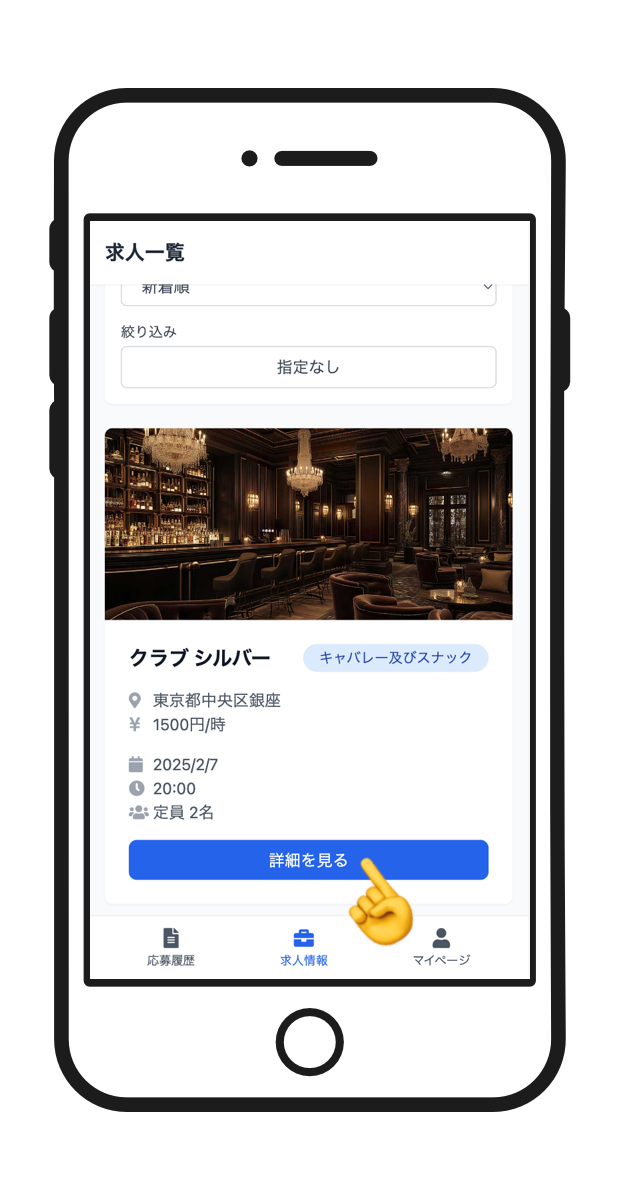 求人一覧
新着順
絞り込み
指定なし
クラブ シルバー
キャバレー及びスナック
東京都中央区銀座
¥ 1500円/時
2025/2/7
20:00
定員 2名
詳細を見る
応募履歴
求人情報
マイページ